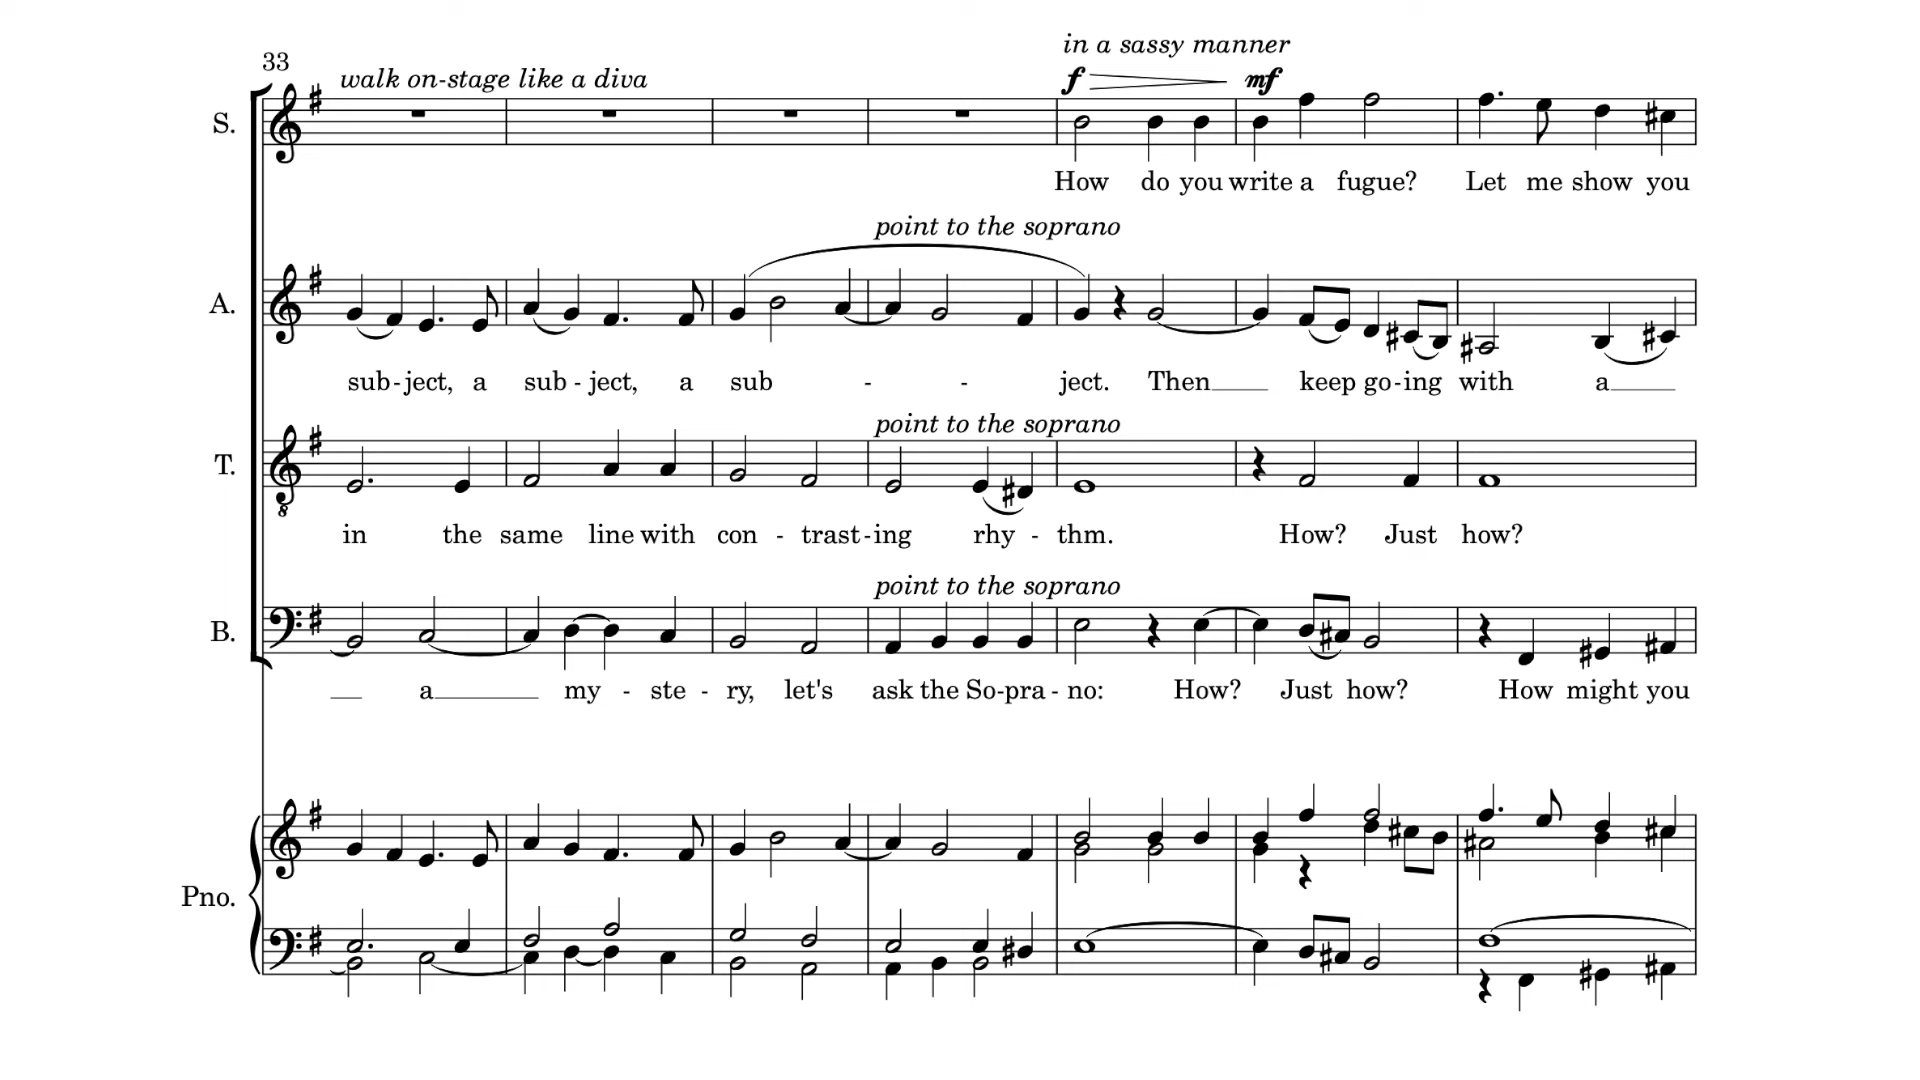 33
walk on-stage like a diva
in a sassy manner
f mf
S.
How do you write a fugue? Let me show you
point to the soprano
A.
sub - ject, a sub - ject, a sub - - ject. Then keep go - ing with a
point to the soprano
T.
in the same line with con - trast - ing rhy - thm. How? Just how?
point to the soprano
B.
a my - ste - ry, let's ask the So - pra - no: How? Just how? How might you
Pno.